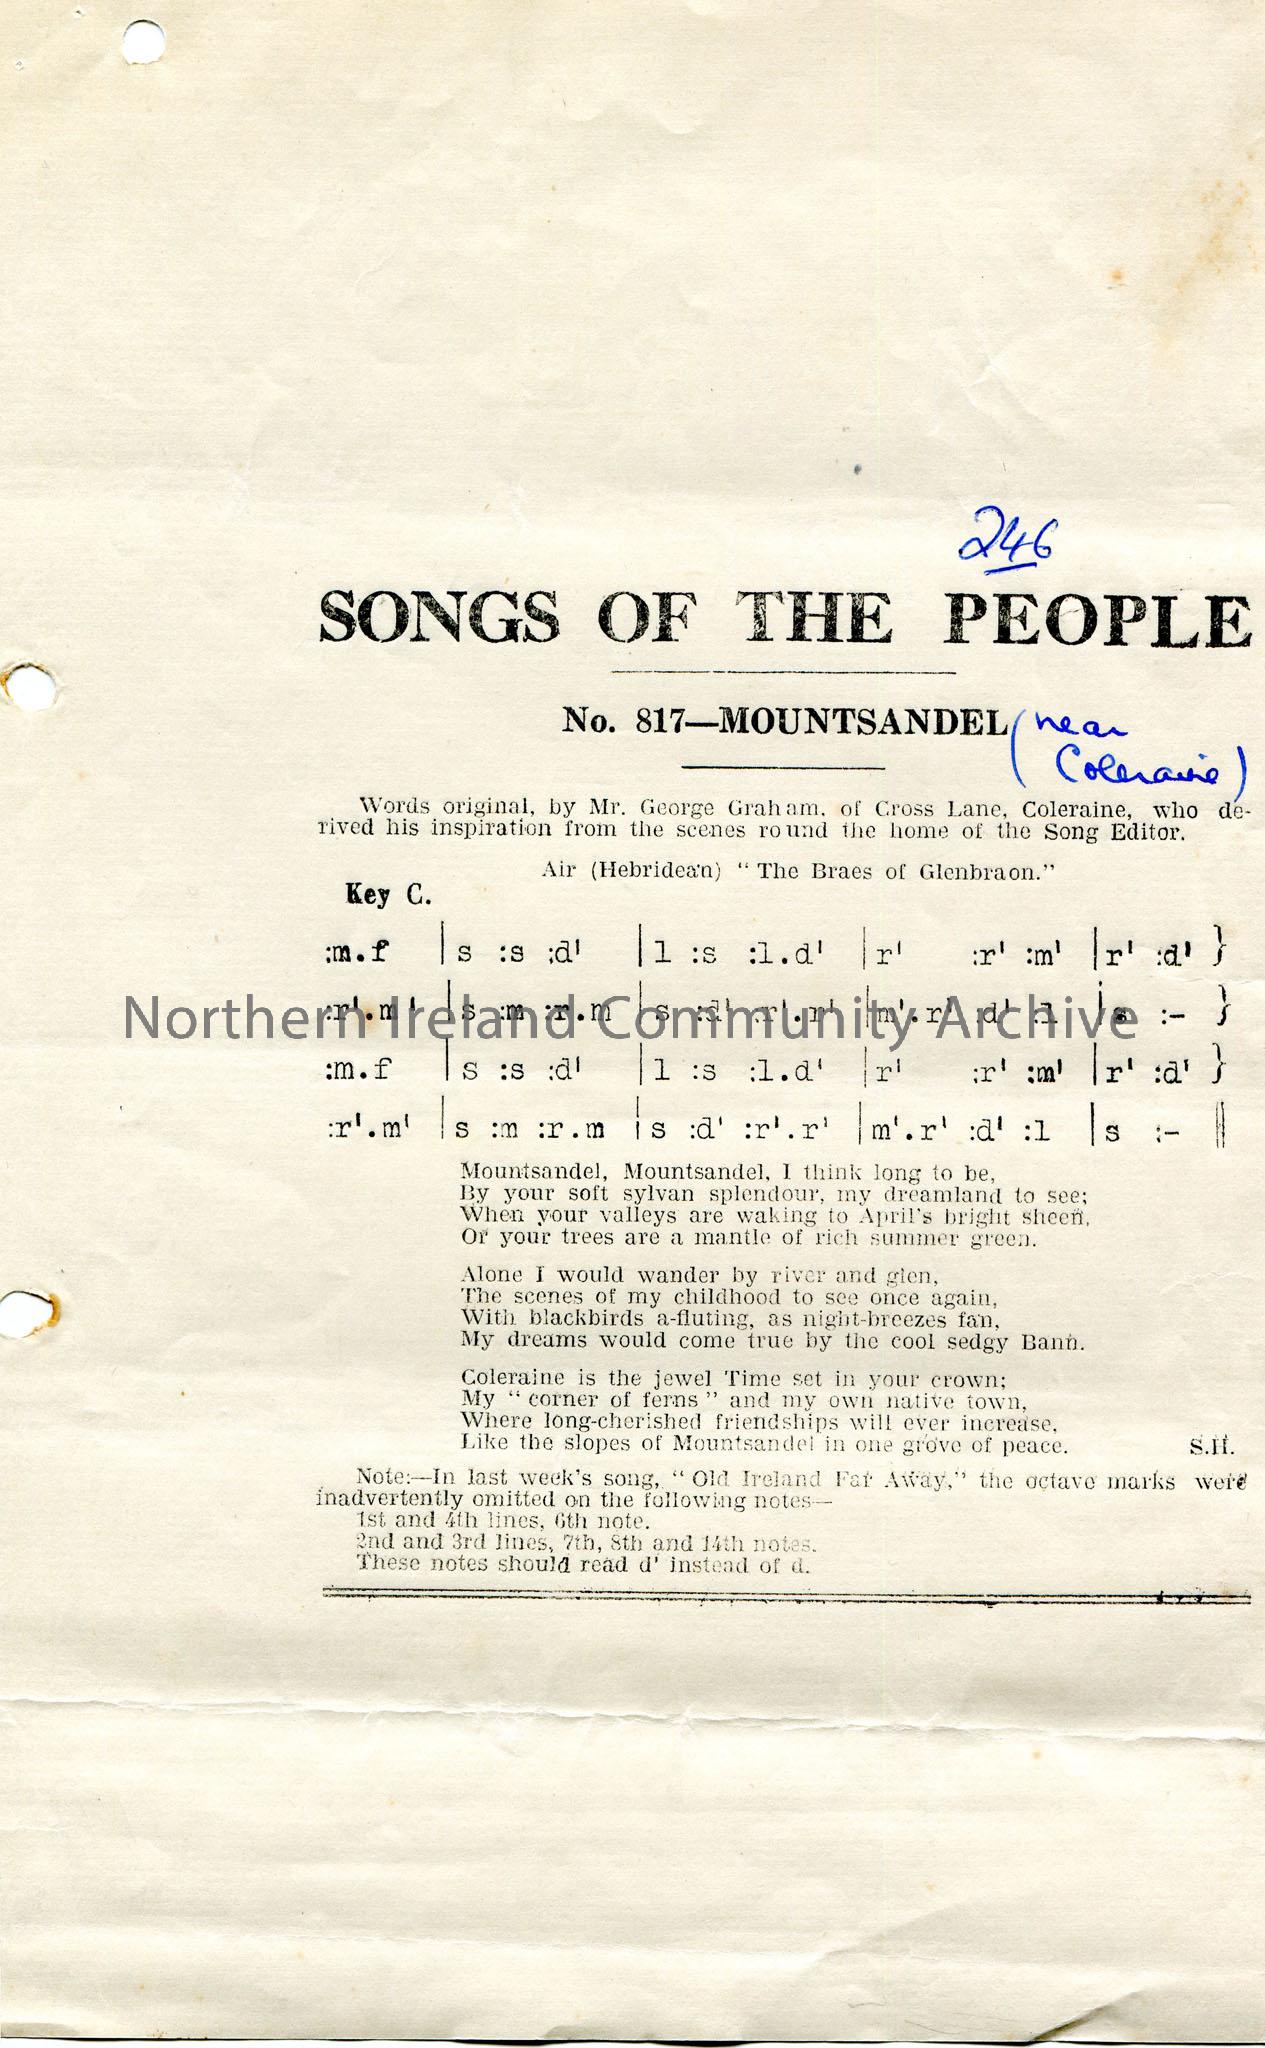 246
SONGS OF THE PEOPLE
No. 817—MOUNTSANDEL (near
Coleraine)
Words original, by Mr. George Graham, of Cross Lane, Coleraine, who de-
rived his inspiration from the scenes round the home of the Song Editor.
Air (Hebridean) "The Braes of Glenbraon."
Key C.
:m.f |s :s :d' |l :s :l.d' |r' :r' :m' |r' :d' }
:r'.m' |s :m :r.m |s :d' :r'.r' |m'.r' :d' :l |s :- }
:m.f |s :s :d' |l :s :l.d' |r' :r' :m' |r' :d' }
:r'.m' |s :m :r.m |s :d' :r'.r' |m'.r' :d' :l |s :- ||
Northern Ireland Community Archive
Mountsandel, Mountsandel, I think long to be,
By your soft sylvan splendour, my dreamland to see;
When your valleys are waking to April's bright sheen,
Or your trees are a mantle of rich summer green.
Alone I would wander by river and glen,
The scenes of my childhood to see once again,
With blackbirds a-fluting, as night-breezes fan,
My dreams would come true by the cool sedgy Bann.
Coleraine is the jewel Time set in your crown;
My "corner of ferns" and my own native town,
Where long-cherished friendships will ever increase,
Like the slopes of Mountsandel in one grove of peace. S.H.
Note:—In last week's song, "Old Ireland Far Away," the octave marks were
inadvertently omitted on the following notes—
1st and 4th lines, 6th note.
2nd and 3rd lines, 7th, 8th and 14th notes.
These notes should read d' instead of d.